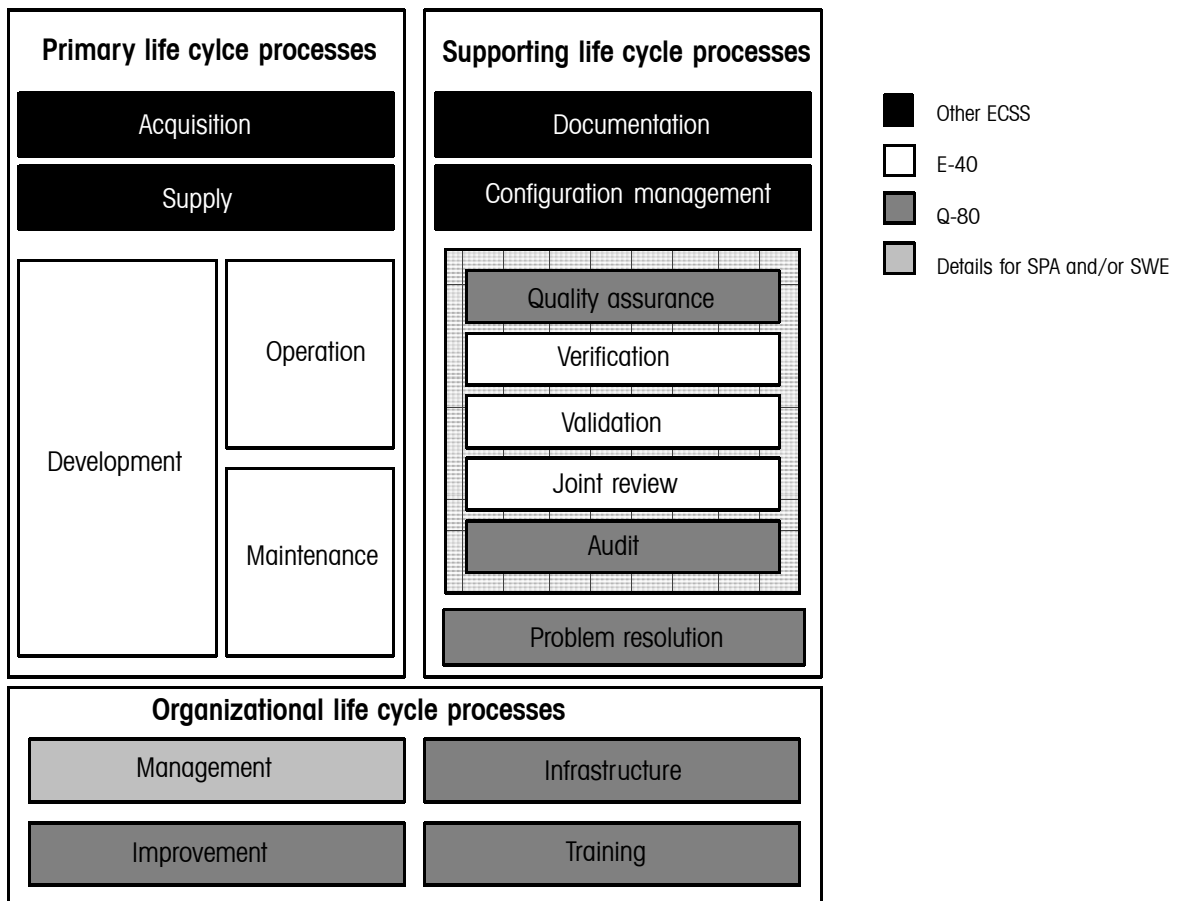 Primary life cylce processes
Acquisition
Supply
Development
Operation
Maintenance
Supporting life cycle processes
Documentation
Configuration management
Quality assurance
Verification
Validation
Joint review
Audit
Problem resolution
Organizational life cycle processes
Management
Infrastructure
Improvement
Training
Other ECSS
E-40
Q-80
Details for SPA and/or SWE